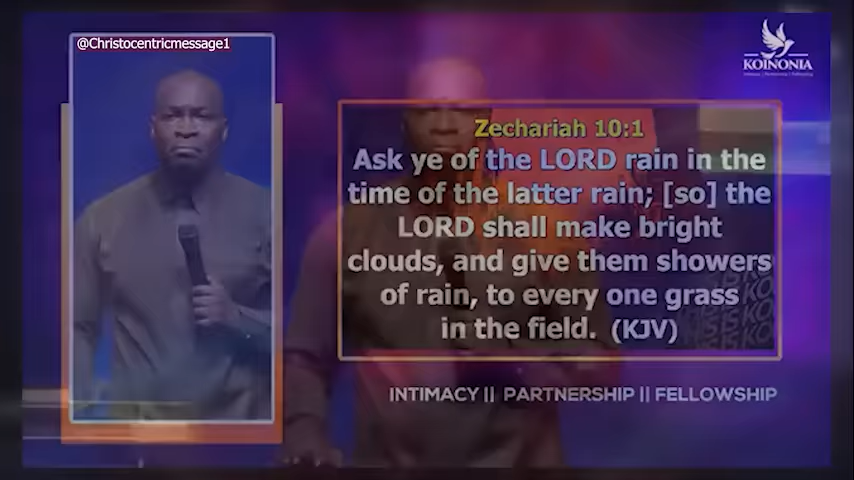 @Christocentricmessage1
KOINONIA
Zechariah 10:1
Ask ye of the LORD rain in the
time of the latter rain; [so] the
LORD shall make bright
clouds, and give them showers
of rain, to every one grass
in the field. (KJV)
INTIMACY || PARTNERSHIP || FELLOWSHIP